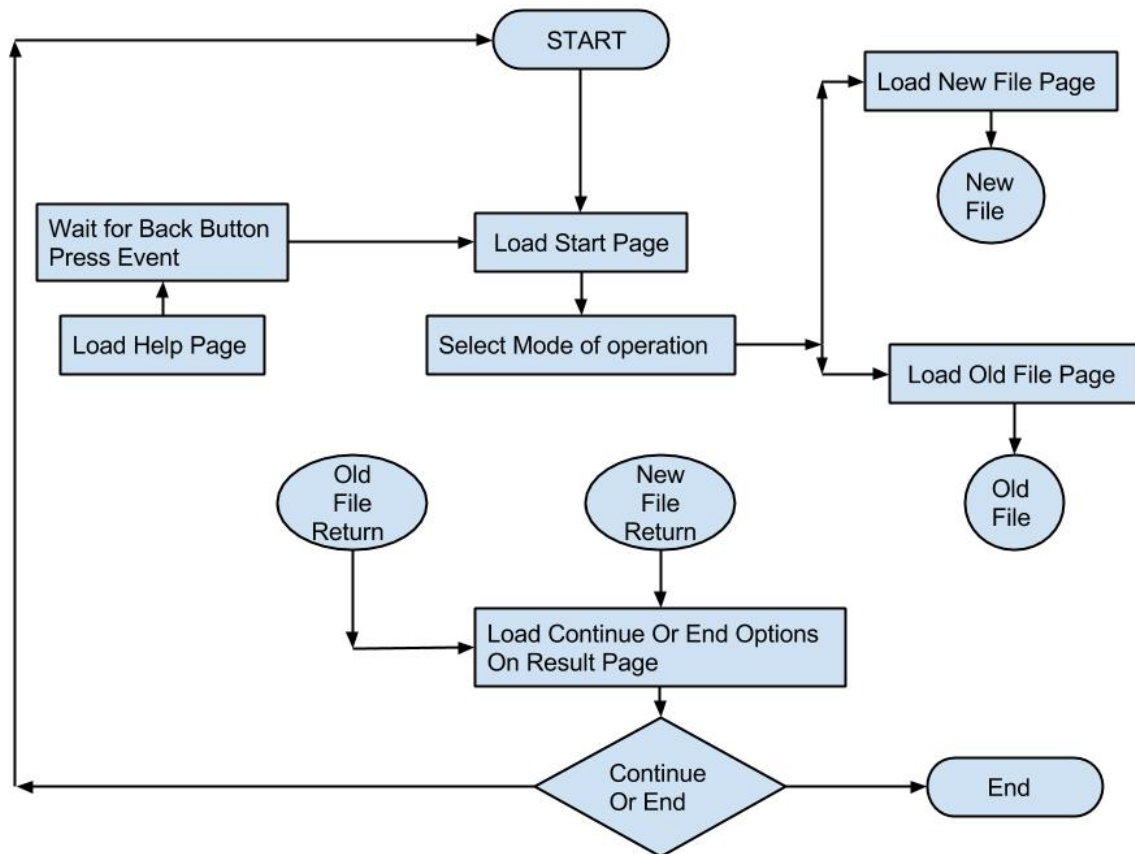 START
Load New File Page
New
File
Wait for Back Button
Press Event
Load Start Page
Load Help Page
Select Mode of operation
Load Old File Page
Old
File
Return
New
File
Return
Old
File
Load Continue Or End Options
On Result Page
Continue
Or End
End